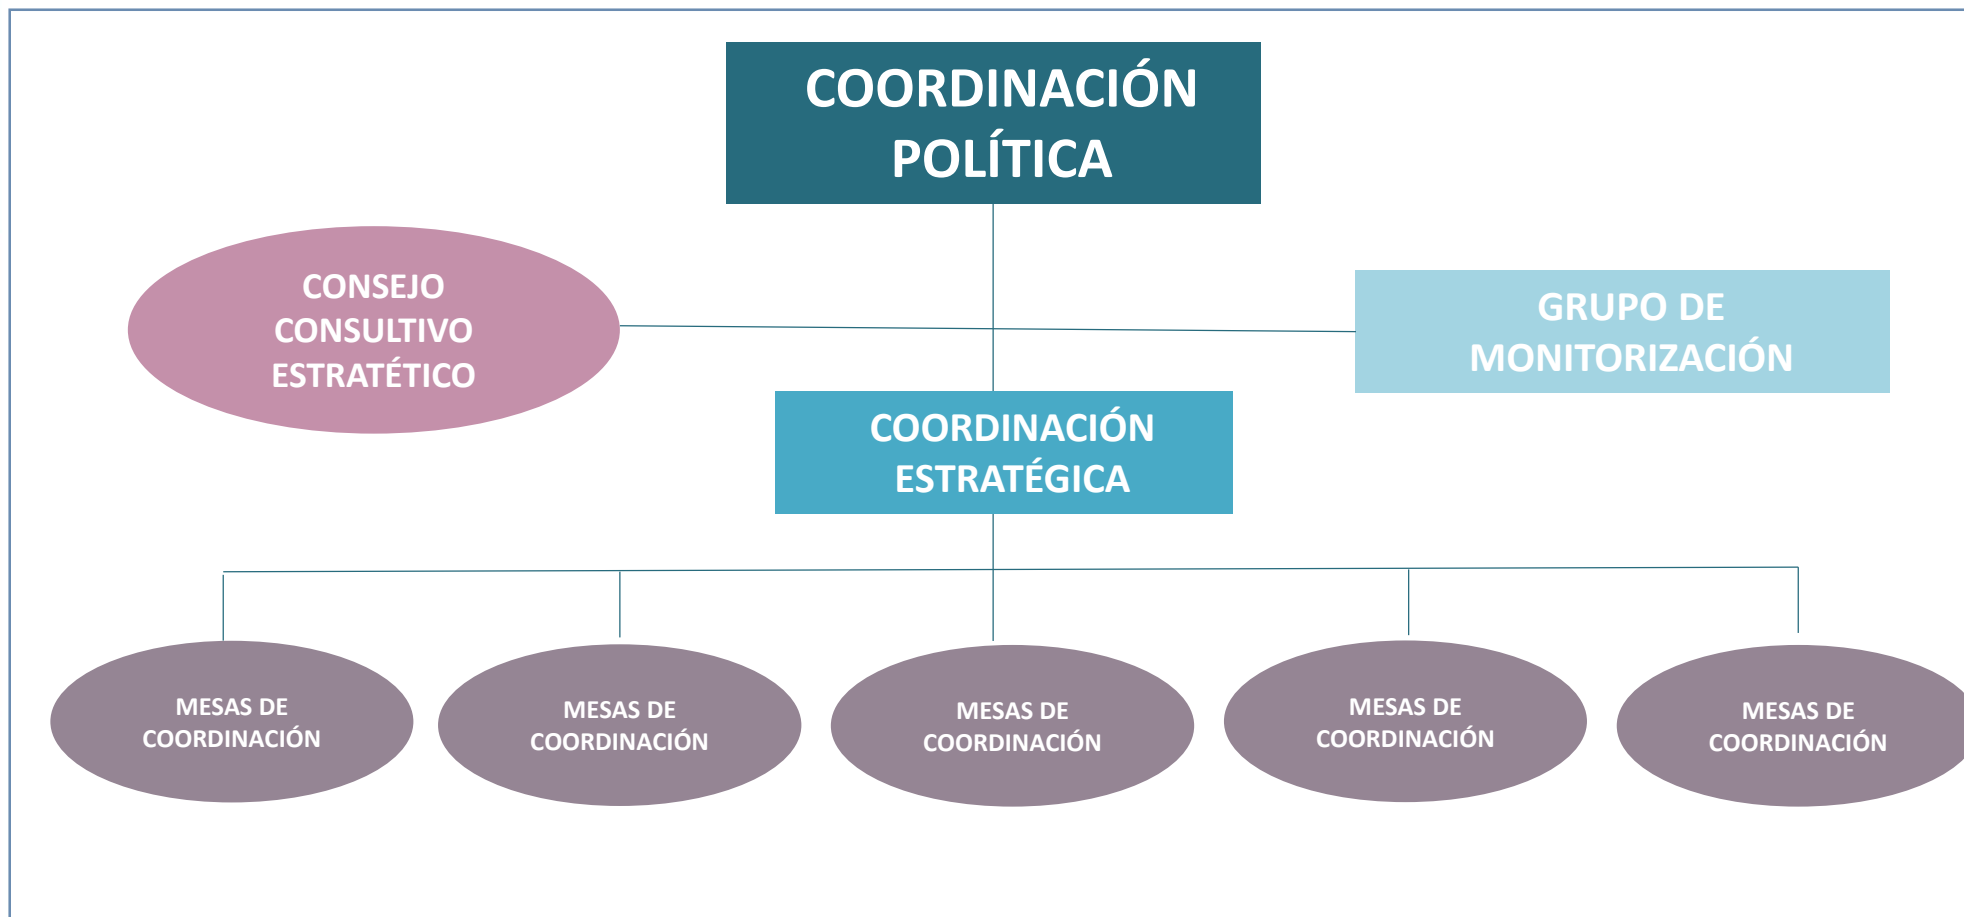 COORDINACIÓN
POLÍTICA
CONSEJO
CONSULTIVO
ESTRATÉTICO
GRUPO DE
MONITORIZACIÓN
COORDINACIÓN
ESTRATÉGICA
MESAS DE
COORDINACIÓN
MESAS DE
COORDINACIÓN
MESAS DE
COORDINACIÓN
MESAS DE
COORDINACIÓN
MESAS DE
COORDINACIÓN